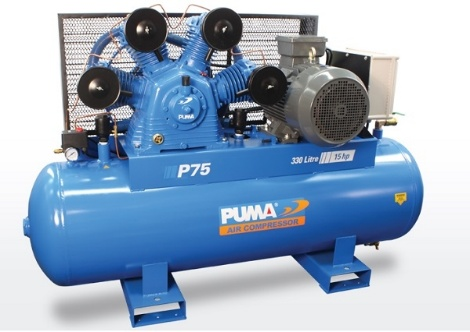 PUMA
P75
330 Litre 15hp
PUMA
AIR COMPRESSOR